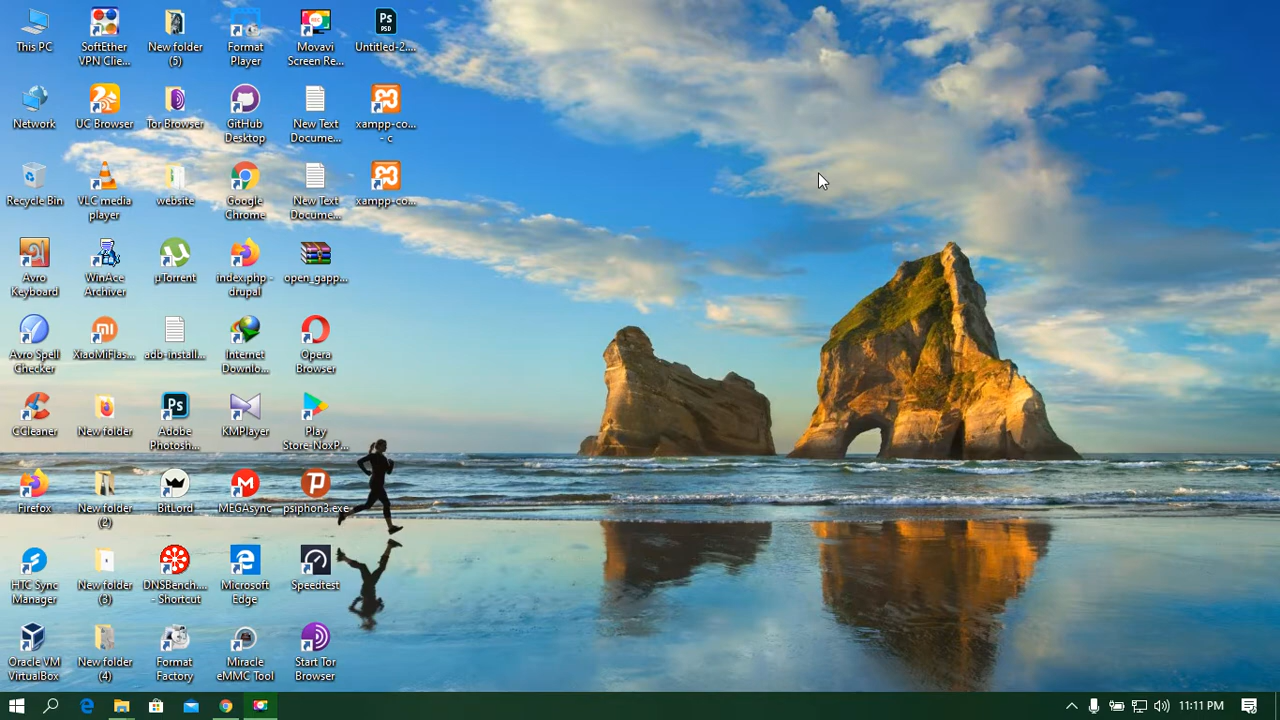 This PC
SoftEther
VPN Clie...
New folder
(5)
Format
Player
Movavi
Screen Re...
Ps
PSD
Untitled-2....
Network
UC Browser
Tor Browser
GitHub
Desktop
New Text
Docume...
xampp-co...
- c
Recycle Bin
VLC media
player
website
Google
Chrome
New Text
Docume...
xampp-co...
Avro
Keyboard
WinAce
Archiver
µTorrent
index.php -
drupal
open_gapp...
Avro Spell
Checker
XiaoMiFlas...
adb-install...
Internet
Downlo...
Opera
Browser
CCleaner
New folder
Ps
Adobe
Photosh...
KMPlayer
Play
Store-NoxP...
Firefox
New folder
(2)
BitLord
MEGAsync
psiphon3.exe
HTC Sync
Manager
New folder
(3)
DNSBench....
- Shortcut
Microsoft
Edge
Speedtest
Oracle VM
VirtualBox
New folder
(4)
Format
Factory
Miracle
eMMC Tool
Start Tor
Browser
11:11 PM